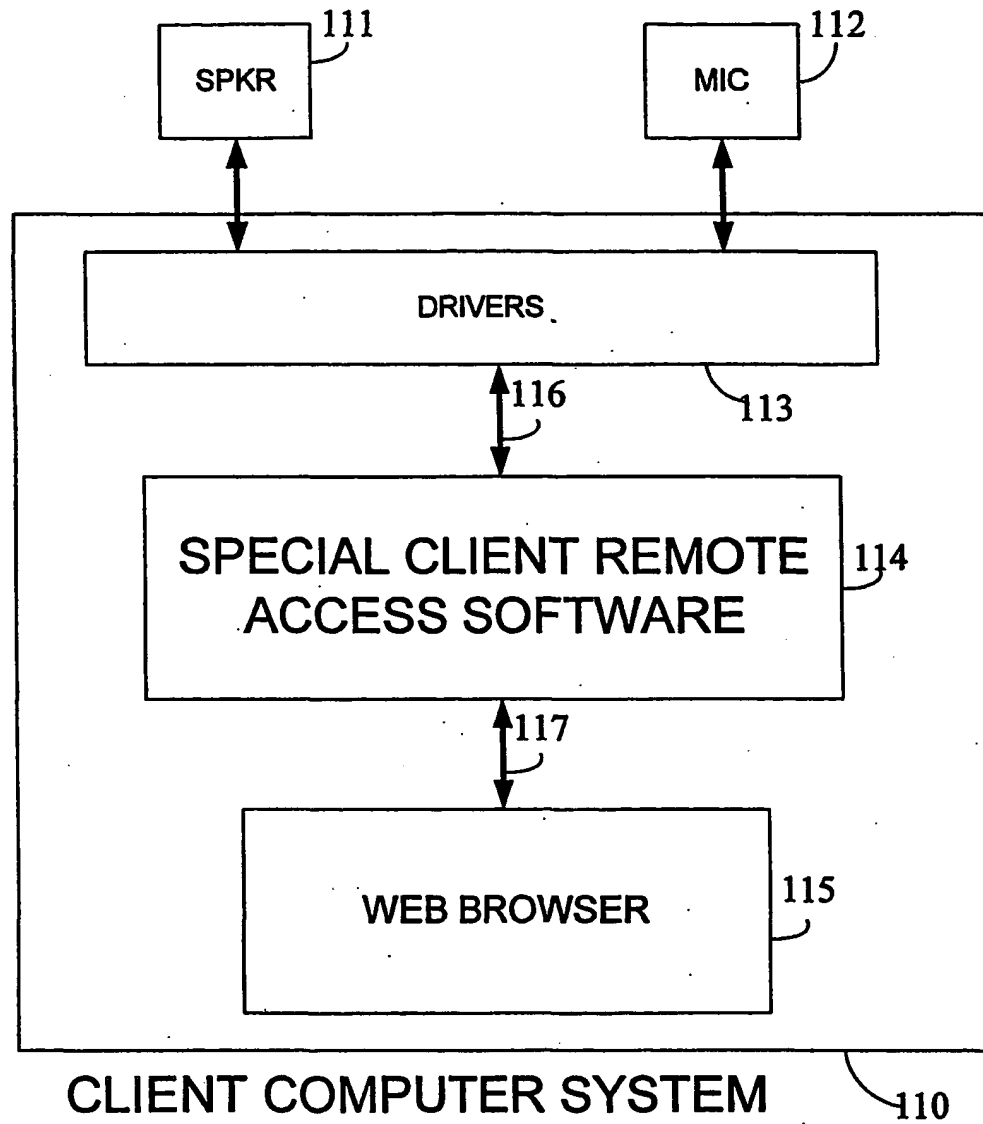 111
112
SPKR
MIC
DRIVERS
116
113
SPECIAL CLIENT REMOTE
ACCESS SOFTWARE
114
117
WEB BROWSER
115
CLIENT COMPUTER SYSTEM
110